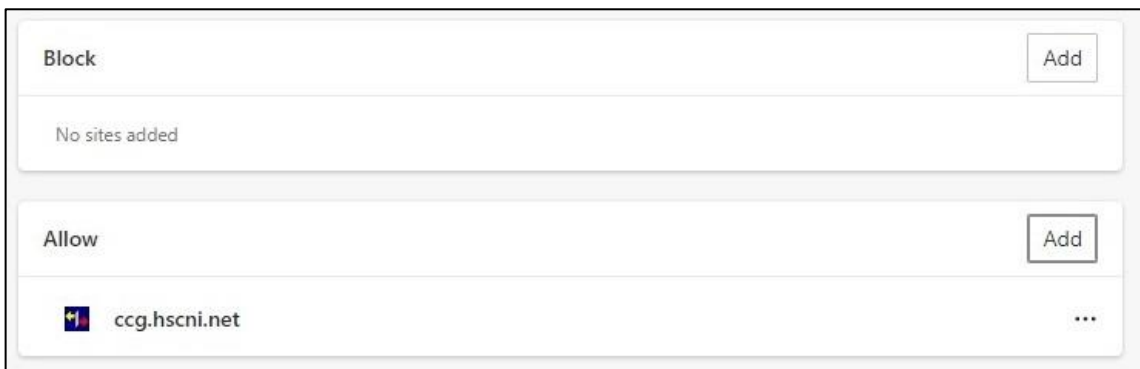 Block
Add
No sites added
Allow
Add
ccg.hscni.net